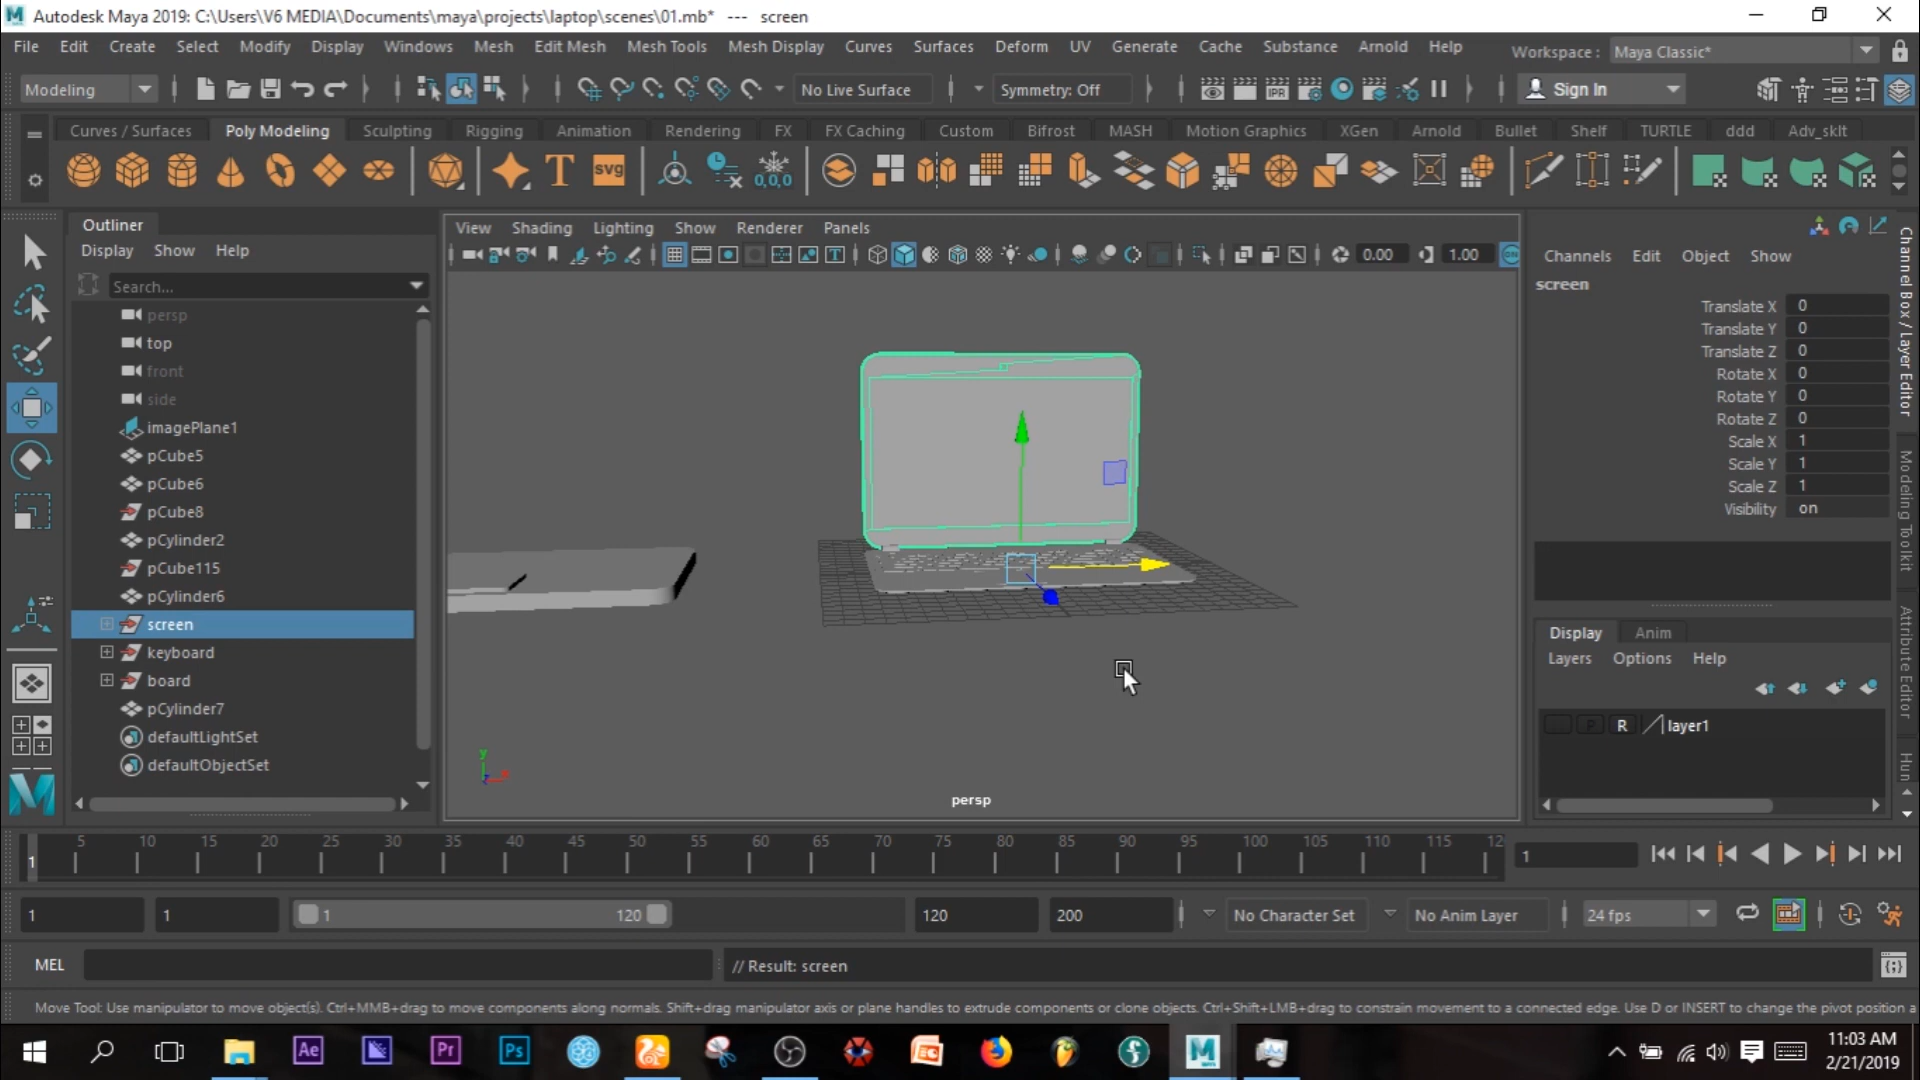 Autodesk Maya 2019: C:\Users\V6 MEDIA\Documents\maya\projects\laptop\scenes\01.mb* --- screen
File Edit Create Select Modify Display Windows Mesh Edit Mesh Mesh Tools Mesh Display Curves Surfaces Deform UV Generate Cache Substance Arnold Help Workspace : Maya Classic*
Modeling No Live Surface Symmetry: Off IPR Sign In
Curves / Surfaces Poly Modeling Sculpting Rigging Animation Rendering FX FX Caching Custom Bifrost MASH Motion Graphics XGen Arnold Bullet Shelf TURTLE ddd Adv_sklt
T SVG 0,0,0
Outliner
Display Show Help
Search...
persp
top
front
side
imagePlane1
pCube5
pCube6
pCube8
pCylinder2
pCube115
pCylinder6
screen
keyboard
board
pCylinder7
defaultLightSet
defaultObjectSet
View Shading Lighting Show Renderer Panels
0.00 1.00
y
persp
Channels Edit Object Show
screen
Translate X 0
Translate Y 0
Translate Z 0
Rotate X 0
Rotate Y 0
Rotate Z 0
Scale X 1
Scale Y 1
Scale Z 1
Visibility on
Display Anim
Layers Options Help
P R layer1
Channel Box / Layer Editor
Modeling Toolkit
Attribute Editor
Hun
1 5 10 15 20 25 30 35 40 45 50 55 60 65 70 75 80 85 90 95 100 105 110 115 12
1
1 1 1 120 120 200 No Character Set No Anim Layer 24 fps
MEL // Result: screen
Move Tool: Use manipulator to move object(s). Ctrl+MMB+drag to move components along normals. Shift+drag manipulator axis or plane handles to extrude components or clone objects. Ctrl+Shift+LMB+drag to constrain movement to a connected edge. Use D or INSERT to change the pivot position a
Ae Pr Ps M
11:03 AM
2/21/2019